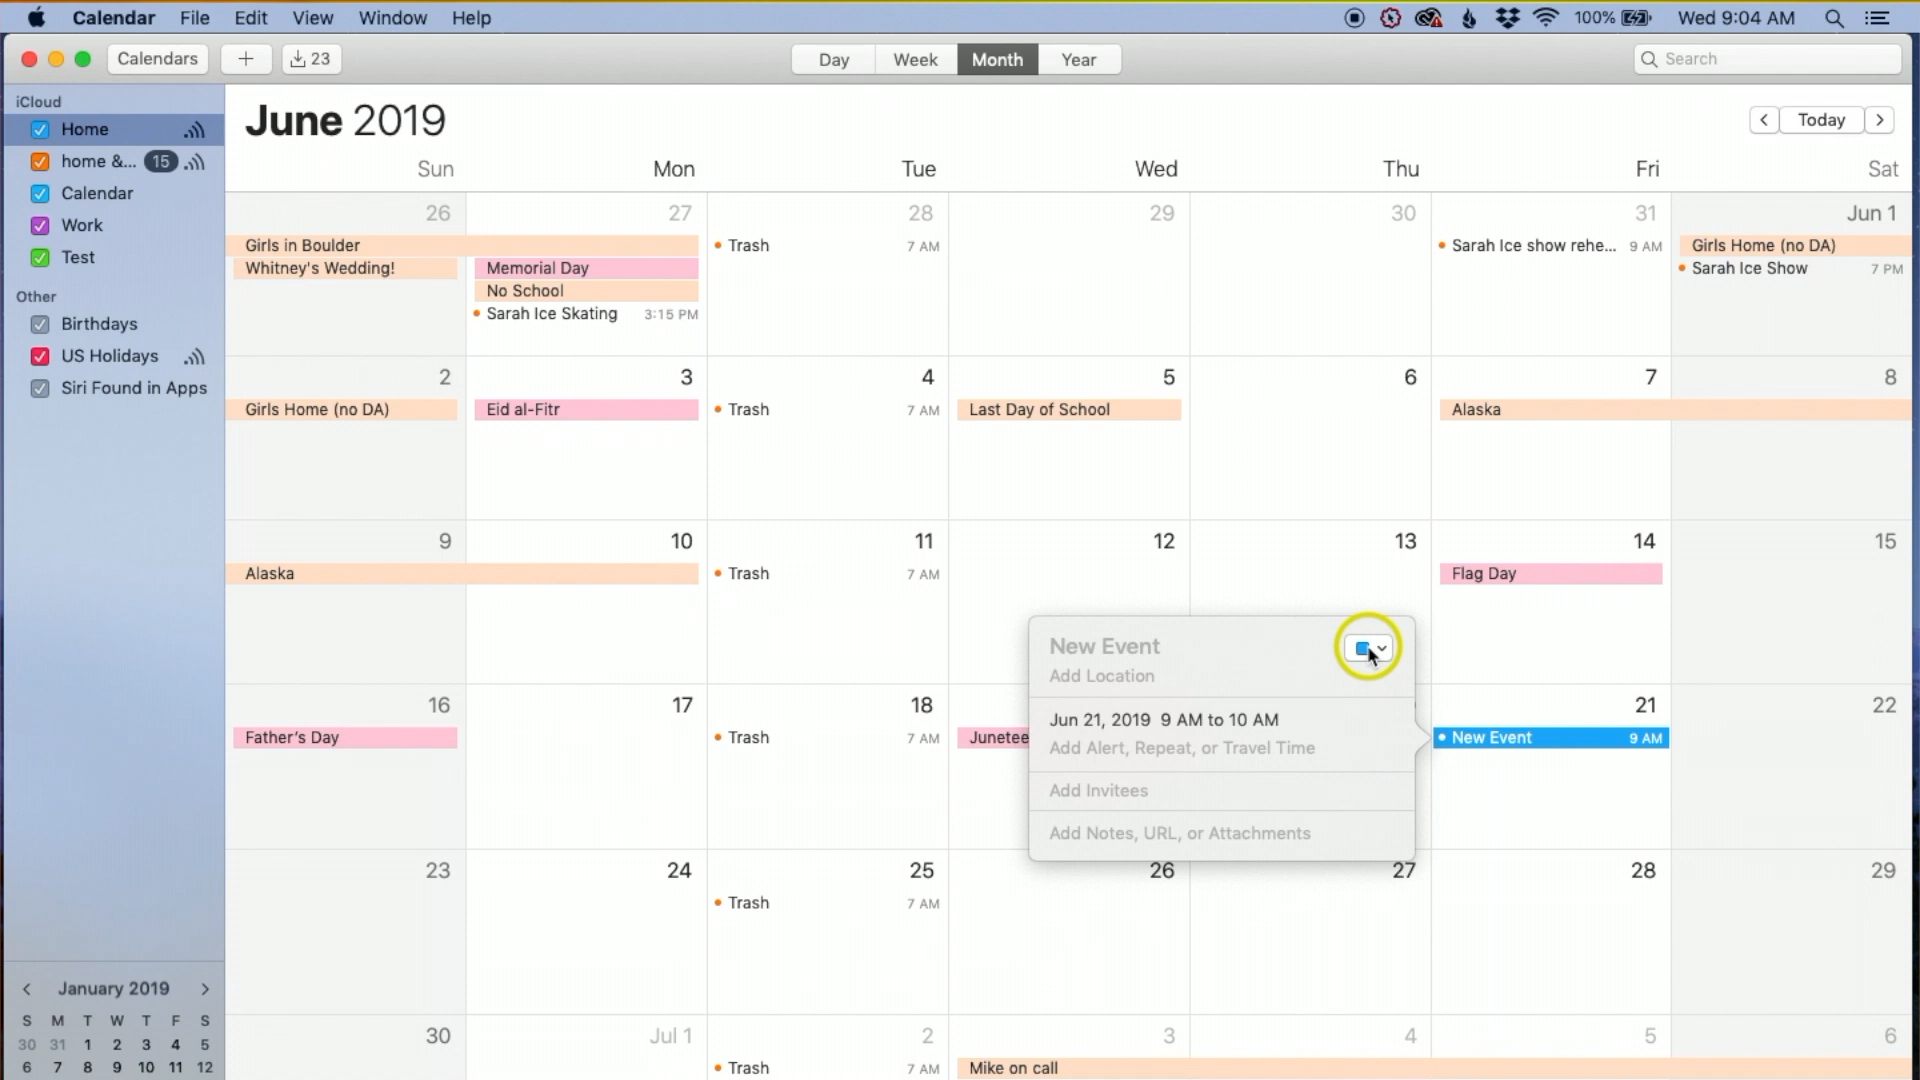 Calendar File Edit View Window Help 100% Wed 9:04 AM
Calendars + 23 Day Week Month Year Search
iCloud
Home
home &... 15
Calendar
Work
Test
Other
Birthdays
US Holidays
Siri Found in Apps
January 2019
S M T W T F S
30 31 1 2 3 4 5
6 7 8 9 10 11 12
June 2019
Today
Sun Mon Tue Wed Thu Fri Sat
26 27 28 29 30 31 Jun 1
Girls in Boulder Trash 7 AM Sarah Ice show rehe... 9 AM Girls Home (no DA)
Whitney's Wedding! Memorial Day Sarah Ice Show 7 PM
No School
Sarah Ice Skating 3:15 PM
2 3 4 5 6 7 8
Girls Home (no DA) Eid al-Fitr Trash 7 AM Last Day of School Alaska
9 10 11 12 13 14 15
Alaska Trash 7 AM Flag Day
16 17 18 21 22
Father's Day Trash 7 AM Junetee New Event 9 AM
New Event
Add Location
Jun 21, 2019 9 AM to 10 AM
Add Alert, Repeat, or Travel Time
Add Invitees
Add Notes, URL, or Attachments
23 24 25 26 27 28 29
Trash 7 AM
30 Jul 1 2 3 4 5 6
Trash 7 AM Mike on call